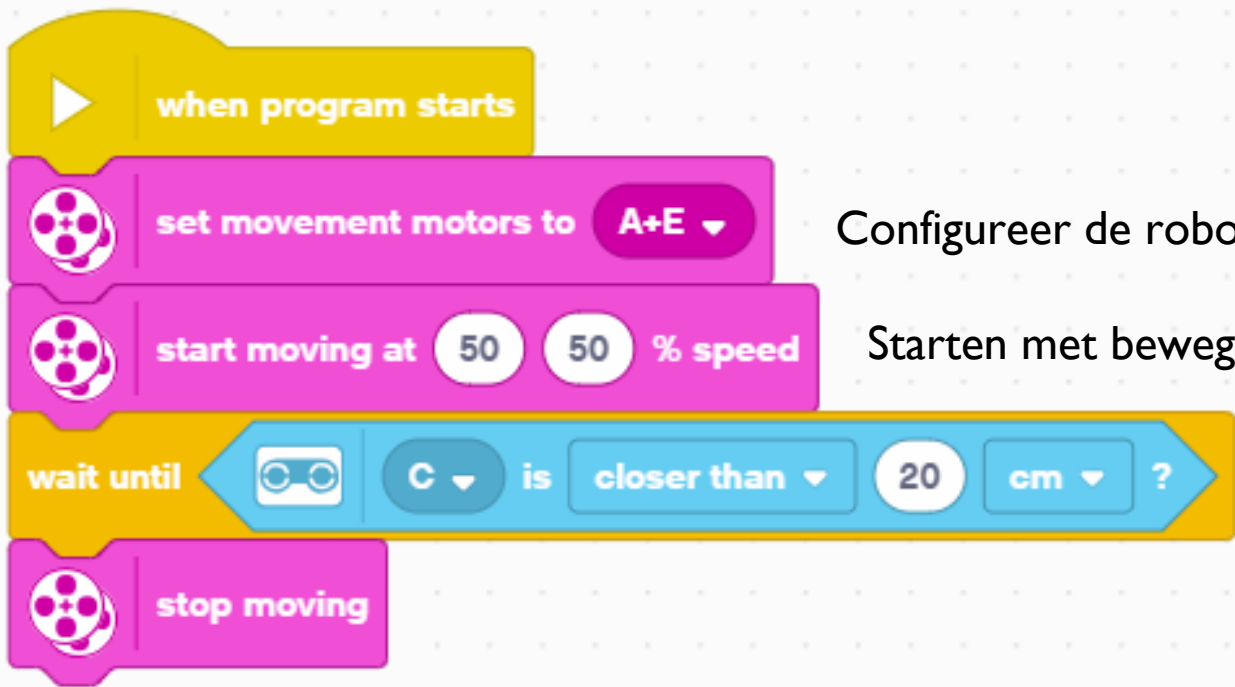 when program starts
set movement motors to A+E
Configureer de robo
start moving at 50 50 % speed
Starten met beweg
wait until C is closer than 20 cm ?
stop moving